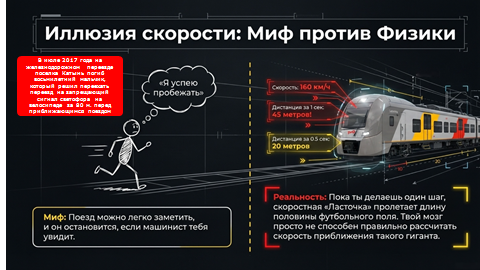 Иллюзия скорости: Миф против Физики
В июле 2017 года на
железнодорожном переезде
поселка Катынь погиб
восьмилетний мальчик,
который решил пересечь
переезд на запрещающий
сигнал светофора на
велосипеде за 80 м. перед
приближающимся поездом
«Я успею
пробежать»
Скорость: 160 км/ч
Дистанция за 1 сек:
45 метров!
Дистанция за 0.5 сек:
20 метров
Миф: Поезд можно легко заметить,
и он остановится, если машинист тебя
увидит.
Реальность: Пока ты делаешь один шаг,
скоростная «Ласточка» пролетает длину
половины футбольного поля. Твой мозг
просто не способен правильно рассчитать
скорость приближения такого гиганта.